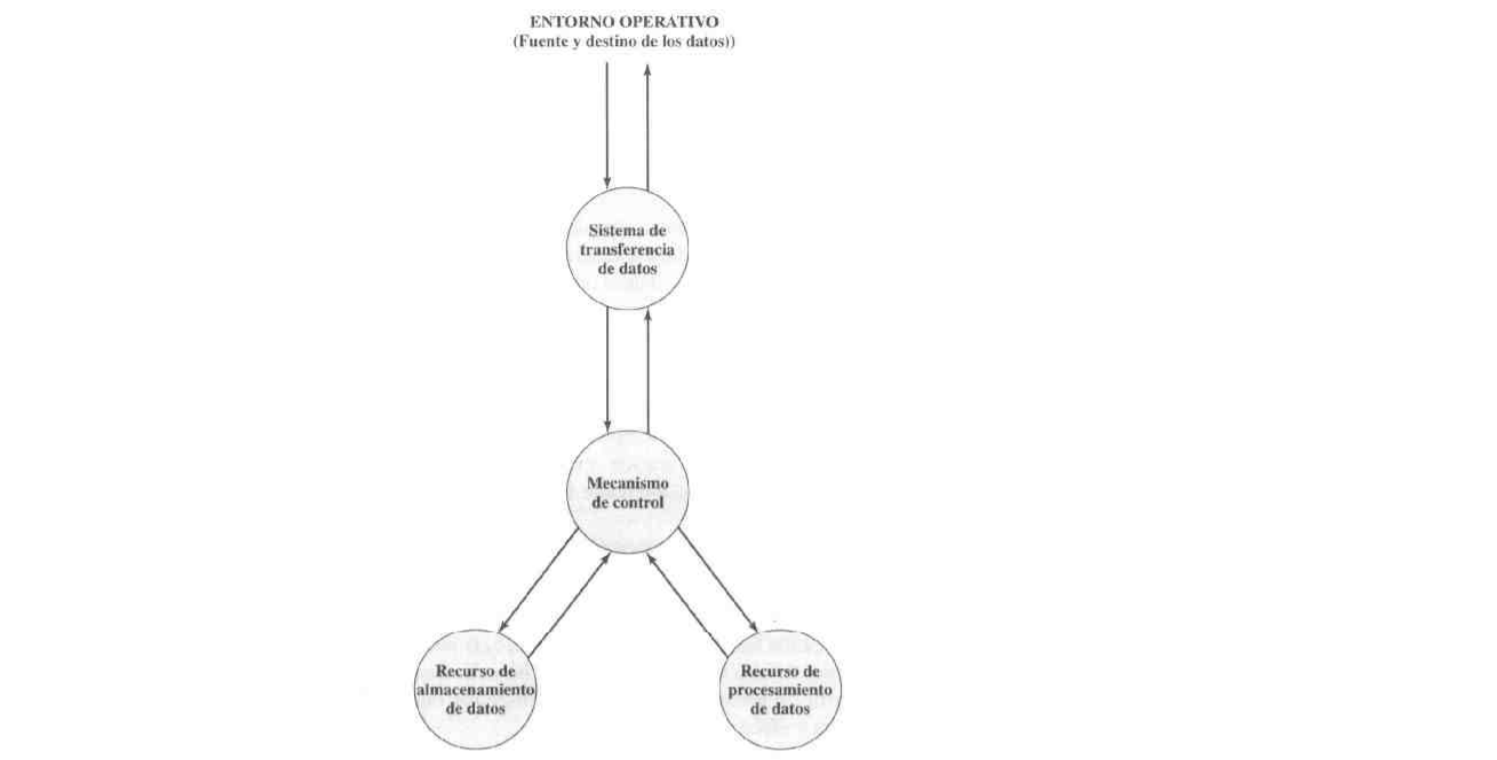 ENTORNO OPERATIVO
(Fuente y destino de los datos))
Sistema de
transferencia
de datos
Mecanismo
de control
Recurso de
almacenamiento
de datos
Recurso de
procesamiento
de datos